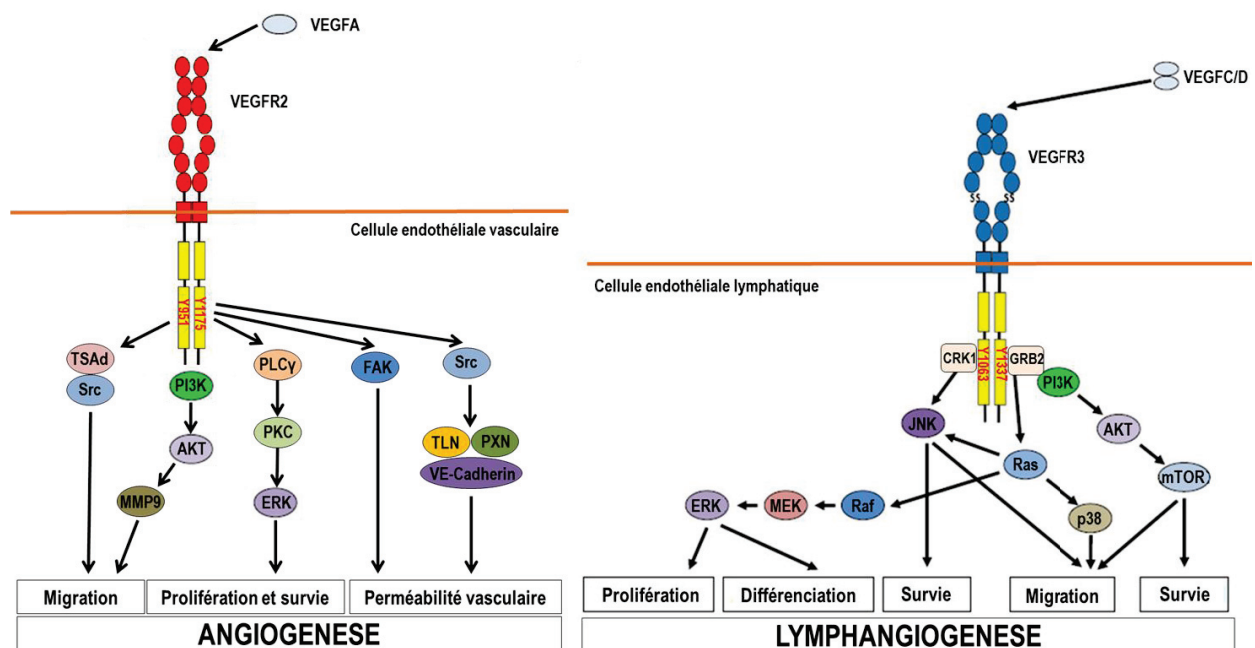 VEGFA
VEGFR2
Cellule endothéliale vasculaire
Y951
Y1175
TSAd
Src
PI3K
AKT
MMP9
PLCγ
PKC
ERK
FAK
Src
TLN
PXN
VE-Cadherin
Migration
Prolifération et survie
Perméabilité vasculaire
ANGIOGENESE
VEGFC/D
VEGFR3
SS
SS
Cellule endothéliale lymphatique
CRK1
Y1063
Y1337
GRB2
PI3K
JNK
AKT
Ras
mTOR
ERK
MEK
Raf
p38
Prolifération
Différenciation
Survie
Migration
Survie
LYMPHANGIOGENESE